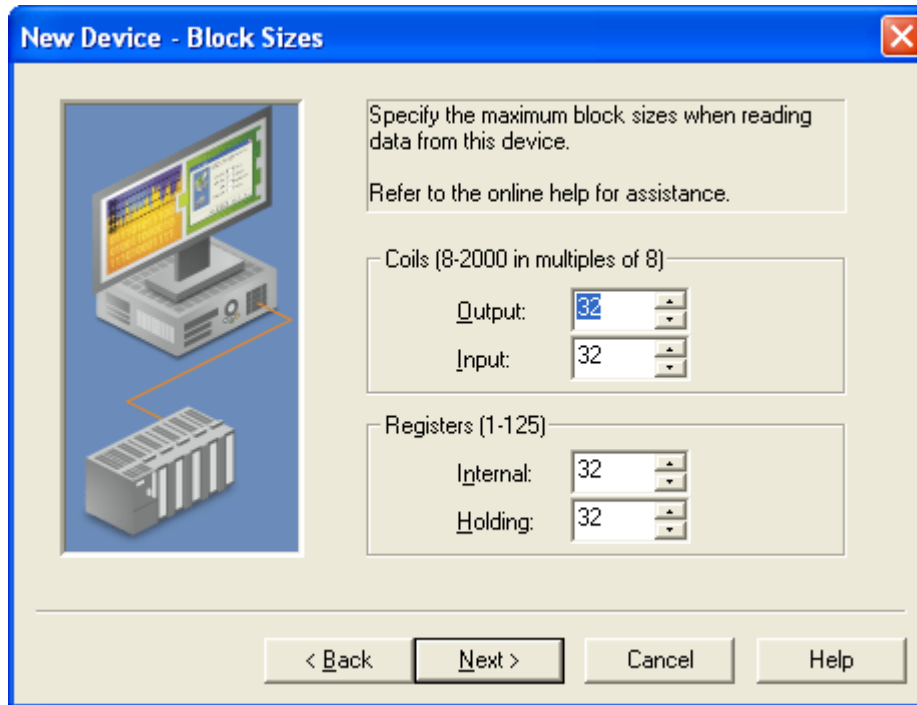 New Device - Block Sizes
Specify the maximum block sizes when reading
data from this device.
Refer to the online help for assistance.
Coils (8-2000 in multiples of 8)
Output: 32
Input: 32
Registers (1-125)
Internal: 32
Holding: 32
< Back Next > Cancel Help